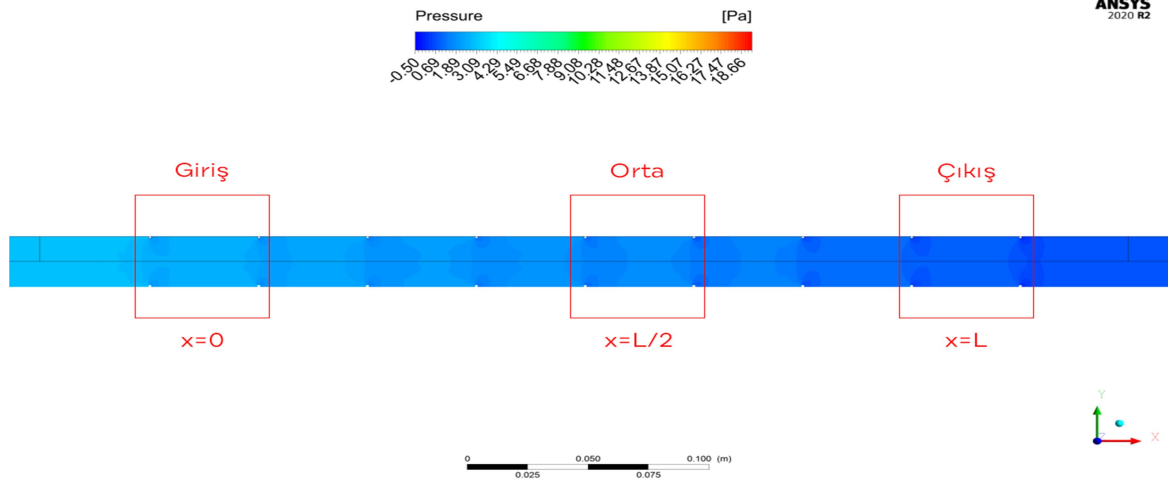 ANSYS
2020 R2
Pressure [Pa]
-0.50 0.69 1.89 3.09 4.29 5.49 6.68 7.88 9.08 10.28 11.48 12.67 13.87 15.07 16.27 17.47 18.66
Giriş Orta Çıkış
x=0 x=L/2 x=L
Y
Z X
0 0.050 0.100 (m)
0.025 0.075